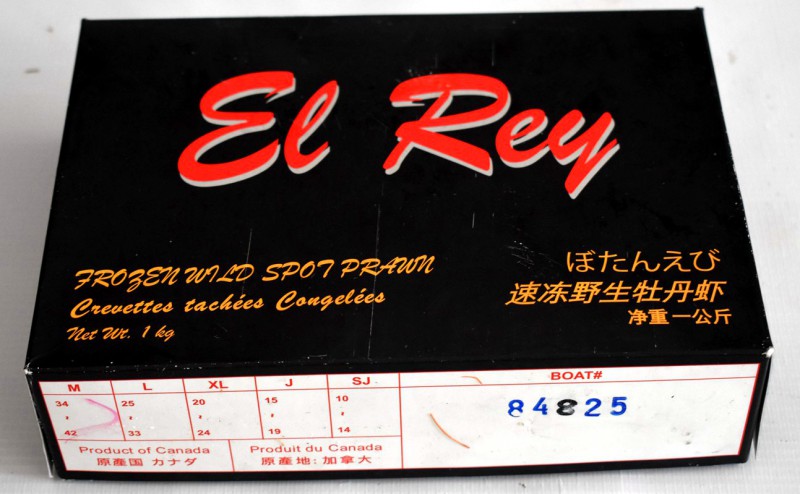 El Rey
FROZEN WILD SPOT PRAWN
Crevettes tachées Congelées
Net Wt. 1 kg
ぼたんえび
速冻野生牡丹虾
净重一公斤
M L XL J SJ BOAT#
34 25 20 15 10
, , , , ,
42 33 24 19 14
84825
Product of Canada
原産国 カナダ
Produit du Canada
原產地: 加拿大